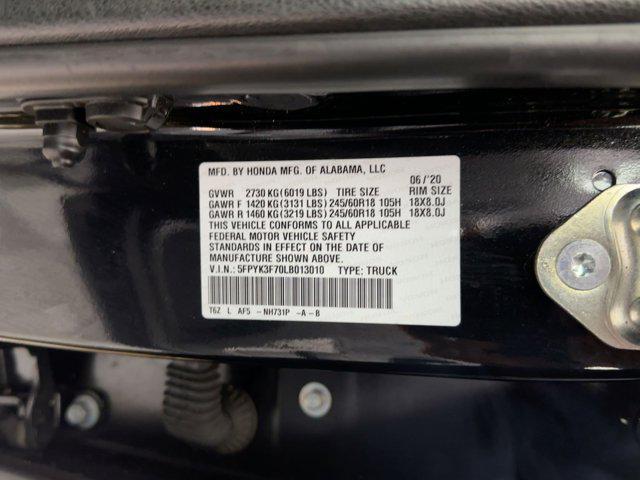 MFD. BY HONDA MFG. OF ALABAMA, LLC
06/'20
GVWR 2730 KG(6019 LBS) TIRE SIZE RIM SIZE
GAWR F 1420 KG(3131 LBS) 245/60R18 105H 18X8.0J
GAWR R 1460 KG(3219 LBS) 245/60R18 105H 18X8.0J
THIS VEHICLE CONFORMS TO ALL APPLICABLE
FEDERAL MOTOR VEHICLE SAFETY
STANDARDS IN EFFECT ON THE DATE OF
MANUFACTURE SHOWN ABOVE.
V.I.N.: 5FPYK3F70LB013010 TYPE: TRUCK
T6Z L AF5 -NH731P -A-B